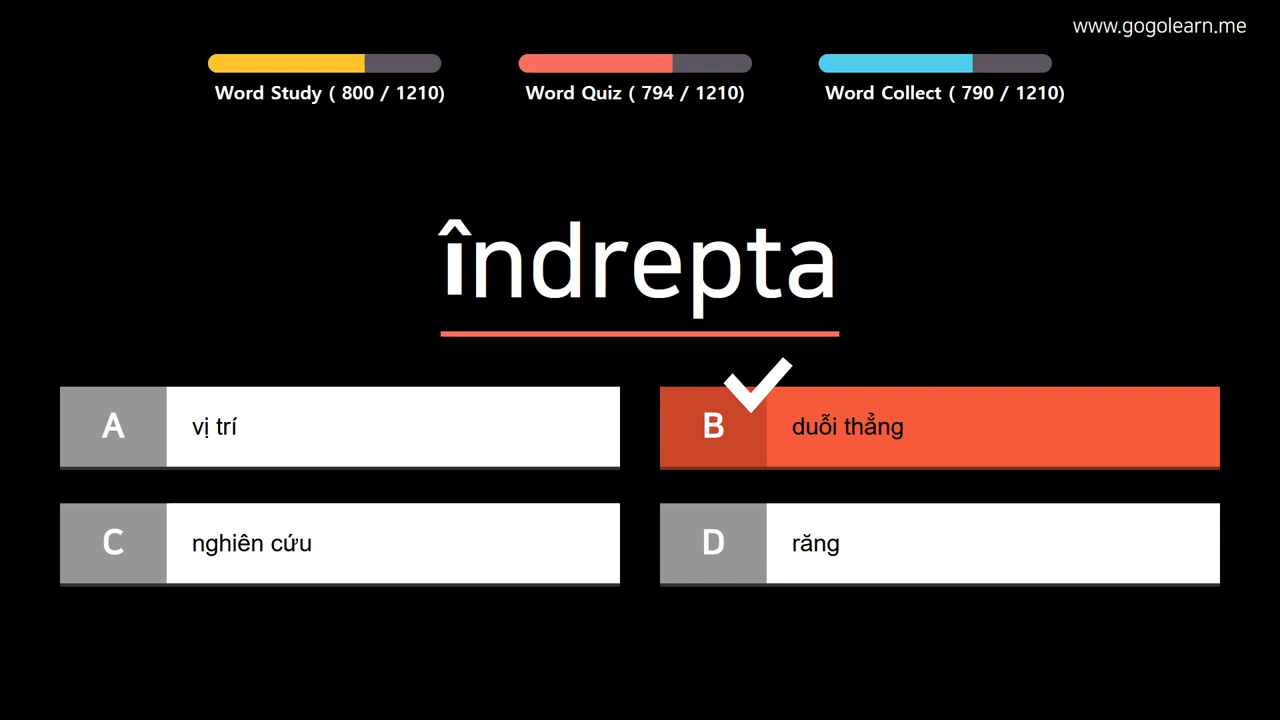 www.gogolearn.me
Word Study ( 800 / 1210)
Word Quiz ( 794 / 1210)
Word Collect ( 790 / 1210)
îndrepta
A vị trí
B duỗi thẳng
C nghiên cứu
D răng